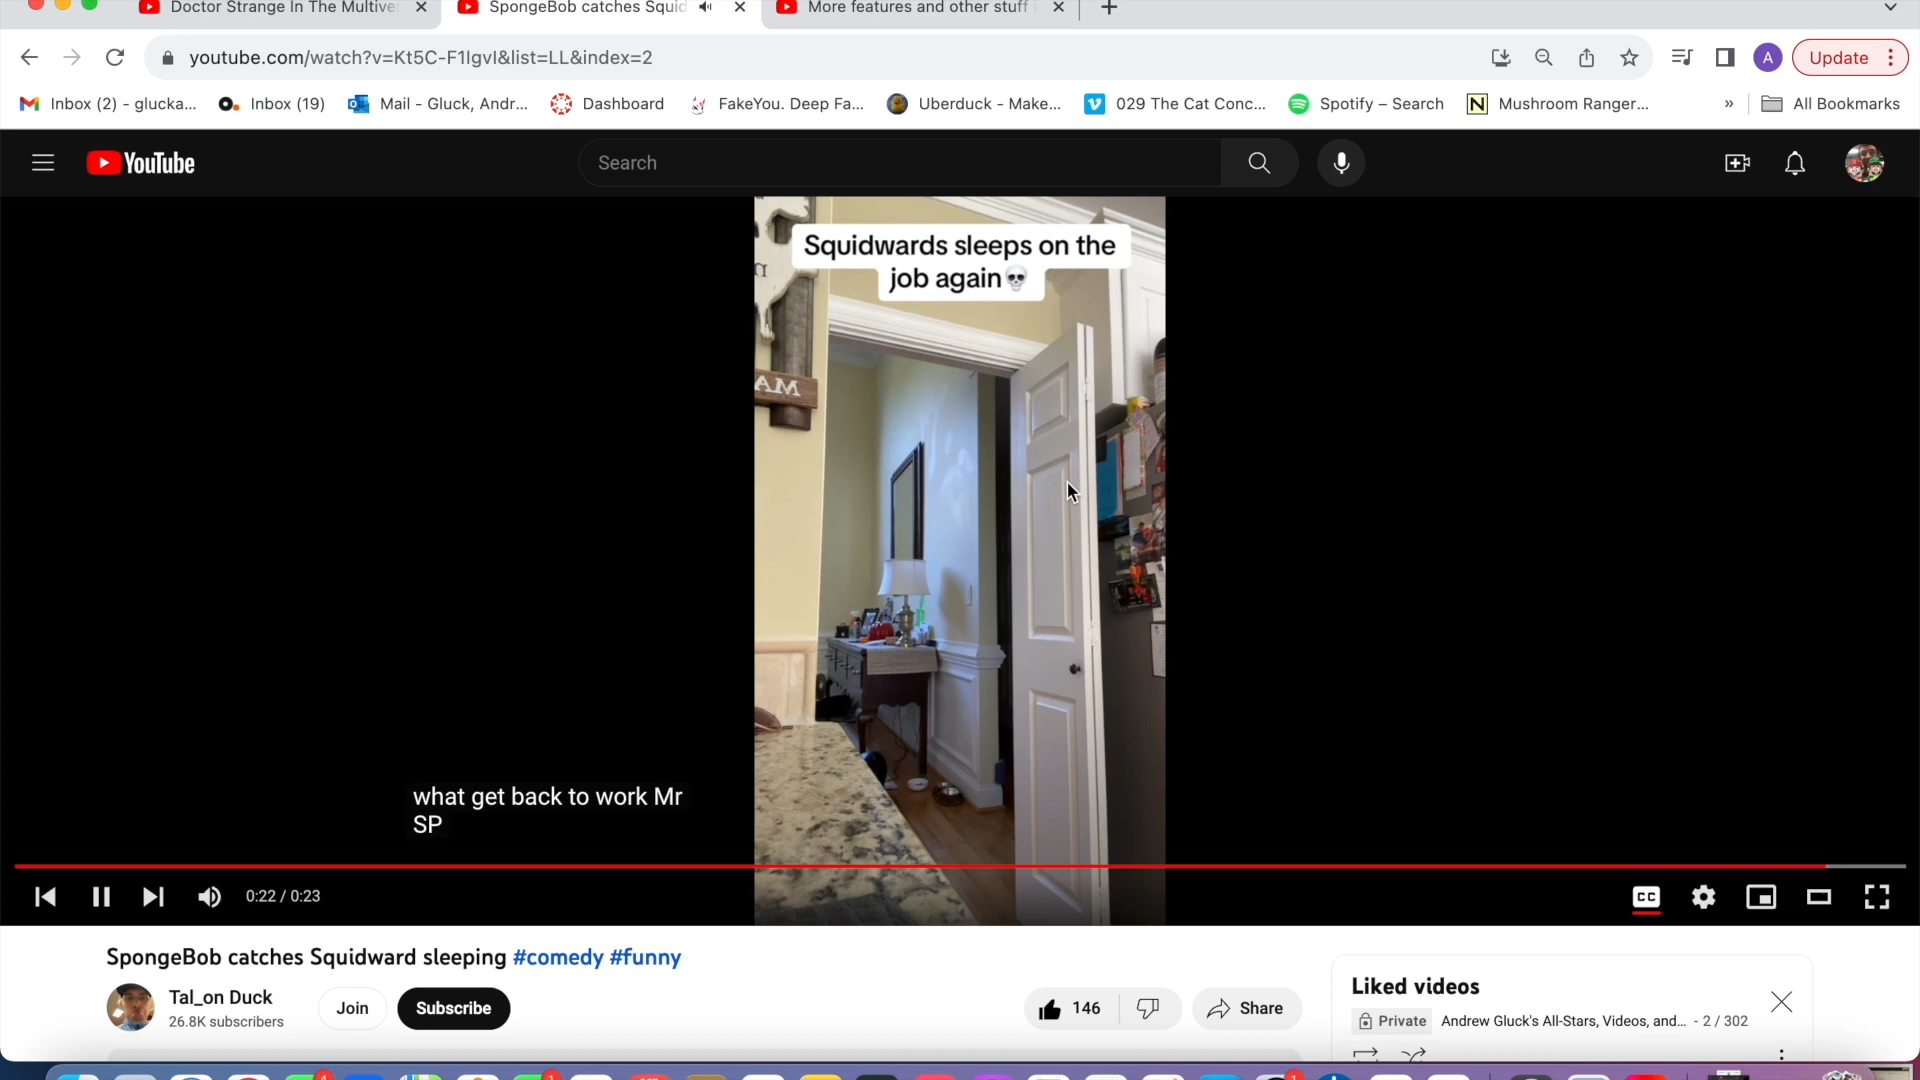 Doctor Strange In The Multive
SpongeBob catches Squid
More features and other stuff
youtube.com/watch?v=Kt5C-F1IgvI&list=LL&index=2
A
Update
Inbox (2) - glucka...
Inbox (19)
Mail - Gluck, Andr...
Dashboard
FakeYou. Deep Fa...
Uberduck - Make...
029 The Cat Conc...
Spotify – Search
Mushroom Ranger...
»
All Bookmarks
YouTube
Search
Squidwards sleeps on the
job again💀
MA
what get back to work Mr
SP
0:22 / 0:23
CC
SpongeBob catches Squidward sleeping #comedy #funny
Tal_on Duck
26.8K subscribers
Join
Subscribe
146
Share
Liked videos
Private
Andrew Gluck's All-Stars, Videos, and... - 2 / 302